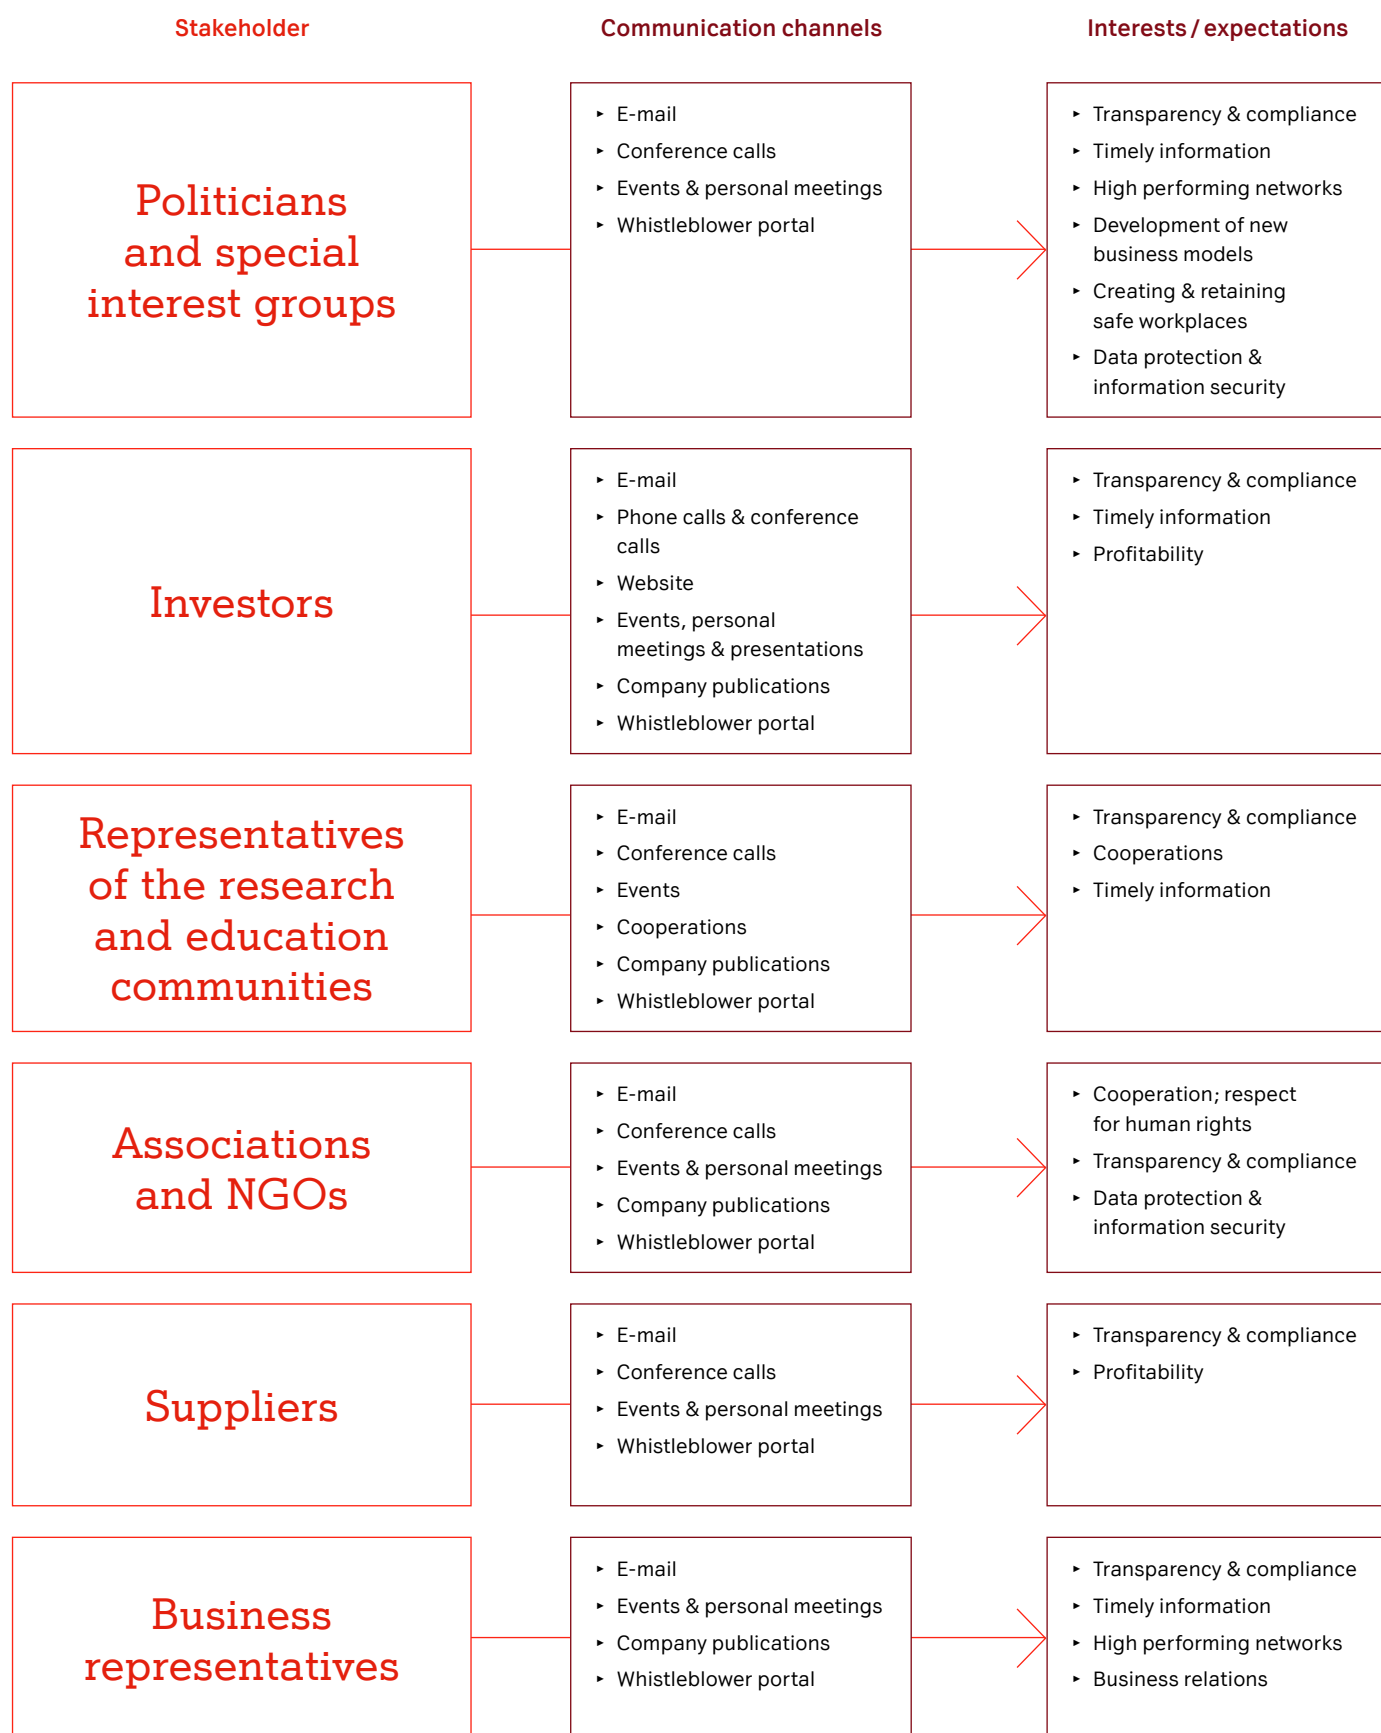 Stakeholder
Communication channels
Interests / expectations
Politicians
and special
interest groups
▸ E-mail
▸ Conference calls
▸ Events & personal meetings
▸ Whistleblower portal
▸ Transparency & compliance
▸ Timely information
▸ High performing networks
▸ Development of new
business models
▸ Creating & retaining
safe workplaces
▸ Data protection &
information security
Investors
▸ E-mail
▸ Phone calls & conference
calls
▸ Website
▸ Events, personal
meetings & presentations
▸ Company publications
▸ Whistleblower portal
▸ Transparency & compliance
▸ Timely information
▸ Profitability
Representatives
of the research
and education
communities
▸ E-mail
▸ Conference calls
▸ Events
▸ Cooperations
▸ Company publications
▸ Whistleblower portal
▸ Transparency & compliance
▸ Cooperations
▸ Timely information
Associations
and NGOs
▸ E-mail
▸ Conference calls
▸ Events & personal meetings
▸ Company publications
▸ Whistleblower portal
▸ Cooperation; respect
for human rights
▸ Transparency & compliance
▸ Data protection &
information security
Suppliers
▸ E-mail
▸ Conference calls
▸ Events & personal meetings
▸ Whistleblower portal
▸ Transparency & compliance
▸ Profitability
Business
representatives
▸ E-mail
▸ Events & personal meetings
▸ Company publications
▸ Whistleblower portal
▸ Transparency & compliance
▸ Timely information
▸ High performing networks
▸ Business relations